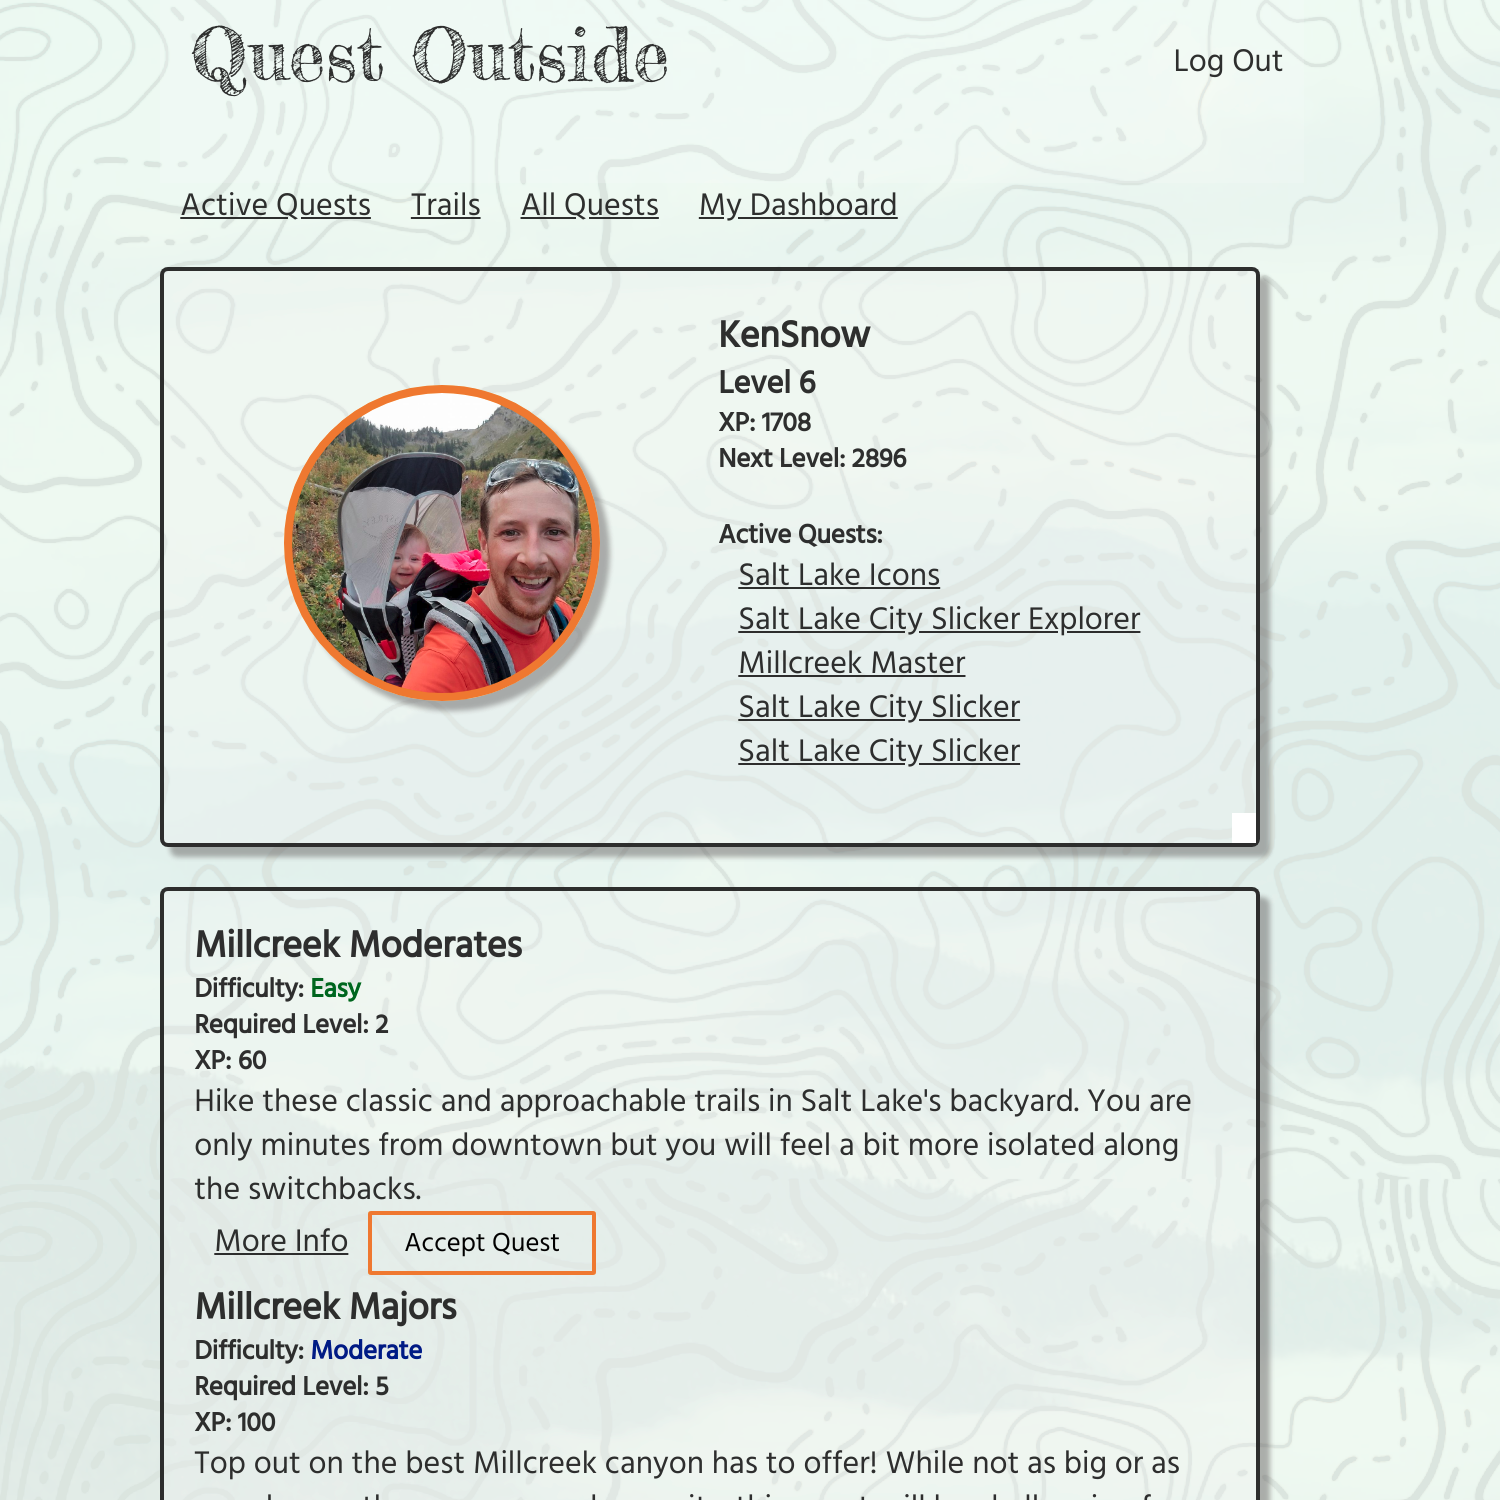 Quest Outside
Log Out
Active Quests Trails All Quests My Dashboard
KenSnow
Level 6
XP: 1708
Next Level: 2896
Active Quests:
Salt Lake Icons
Salt Lake City Slicker Explorer
Millcreek Master
Salt Lake City Slicker
Salt Lake City Slicker
Millcreek Moderates
Difficulty: Easy
Required Level: 2
XP: 60
Hike these classic and approachable trails in Salt Lake's backyard. You are
only minutes from downtown but you will feel a bit more isolated along
the switchbacks.
More Info Accept Quest
Millcreek Majors
Difficulty: Moderate
Required Level: 5
XP: 100
Top out on the best Millcreek canyon has to offer! While not as big or as